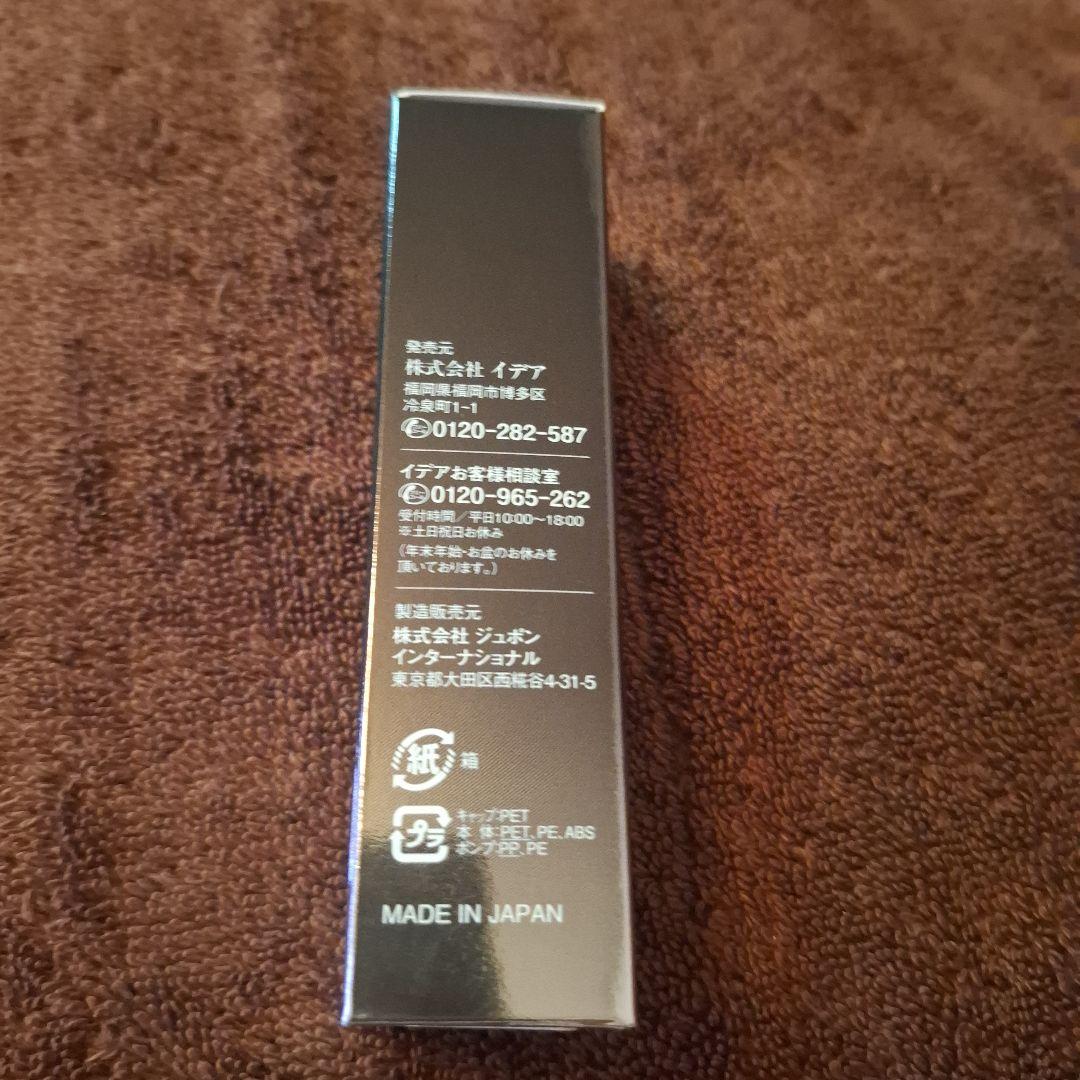 発売元
株式会社 イデア
福岡県福岡市博多区
冷泉町1-1
0120-282-587
イデアお客様相談室
0120-965-262
受付時間/平日10:00〜18:00
※土日祝日お休み
(年末年始・お盆のお休みを
頂いております。)
製造販売元
株式会社 ジュポン
インターナショナル
東京都大田区西糀谷4-31-5
紙 箱
プラ
キャップ:PET
本 体:PET、PE、ABS
ポンプ:PP、PE
MADE IN JAPAN